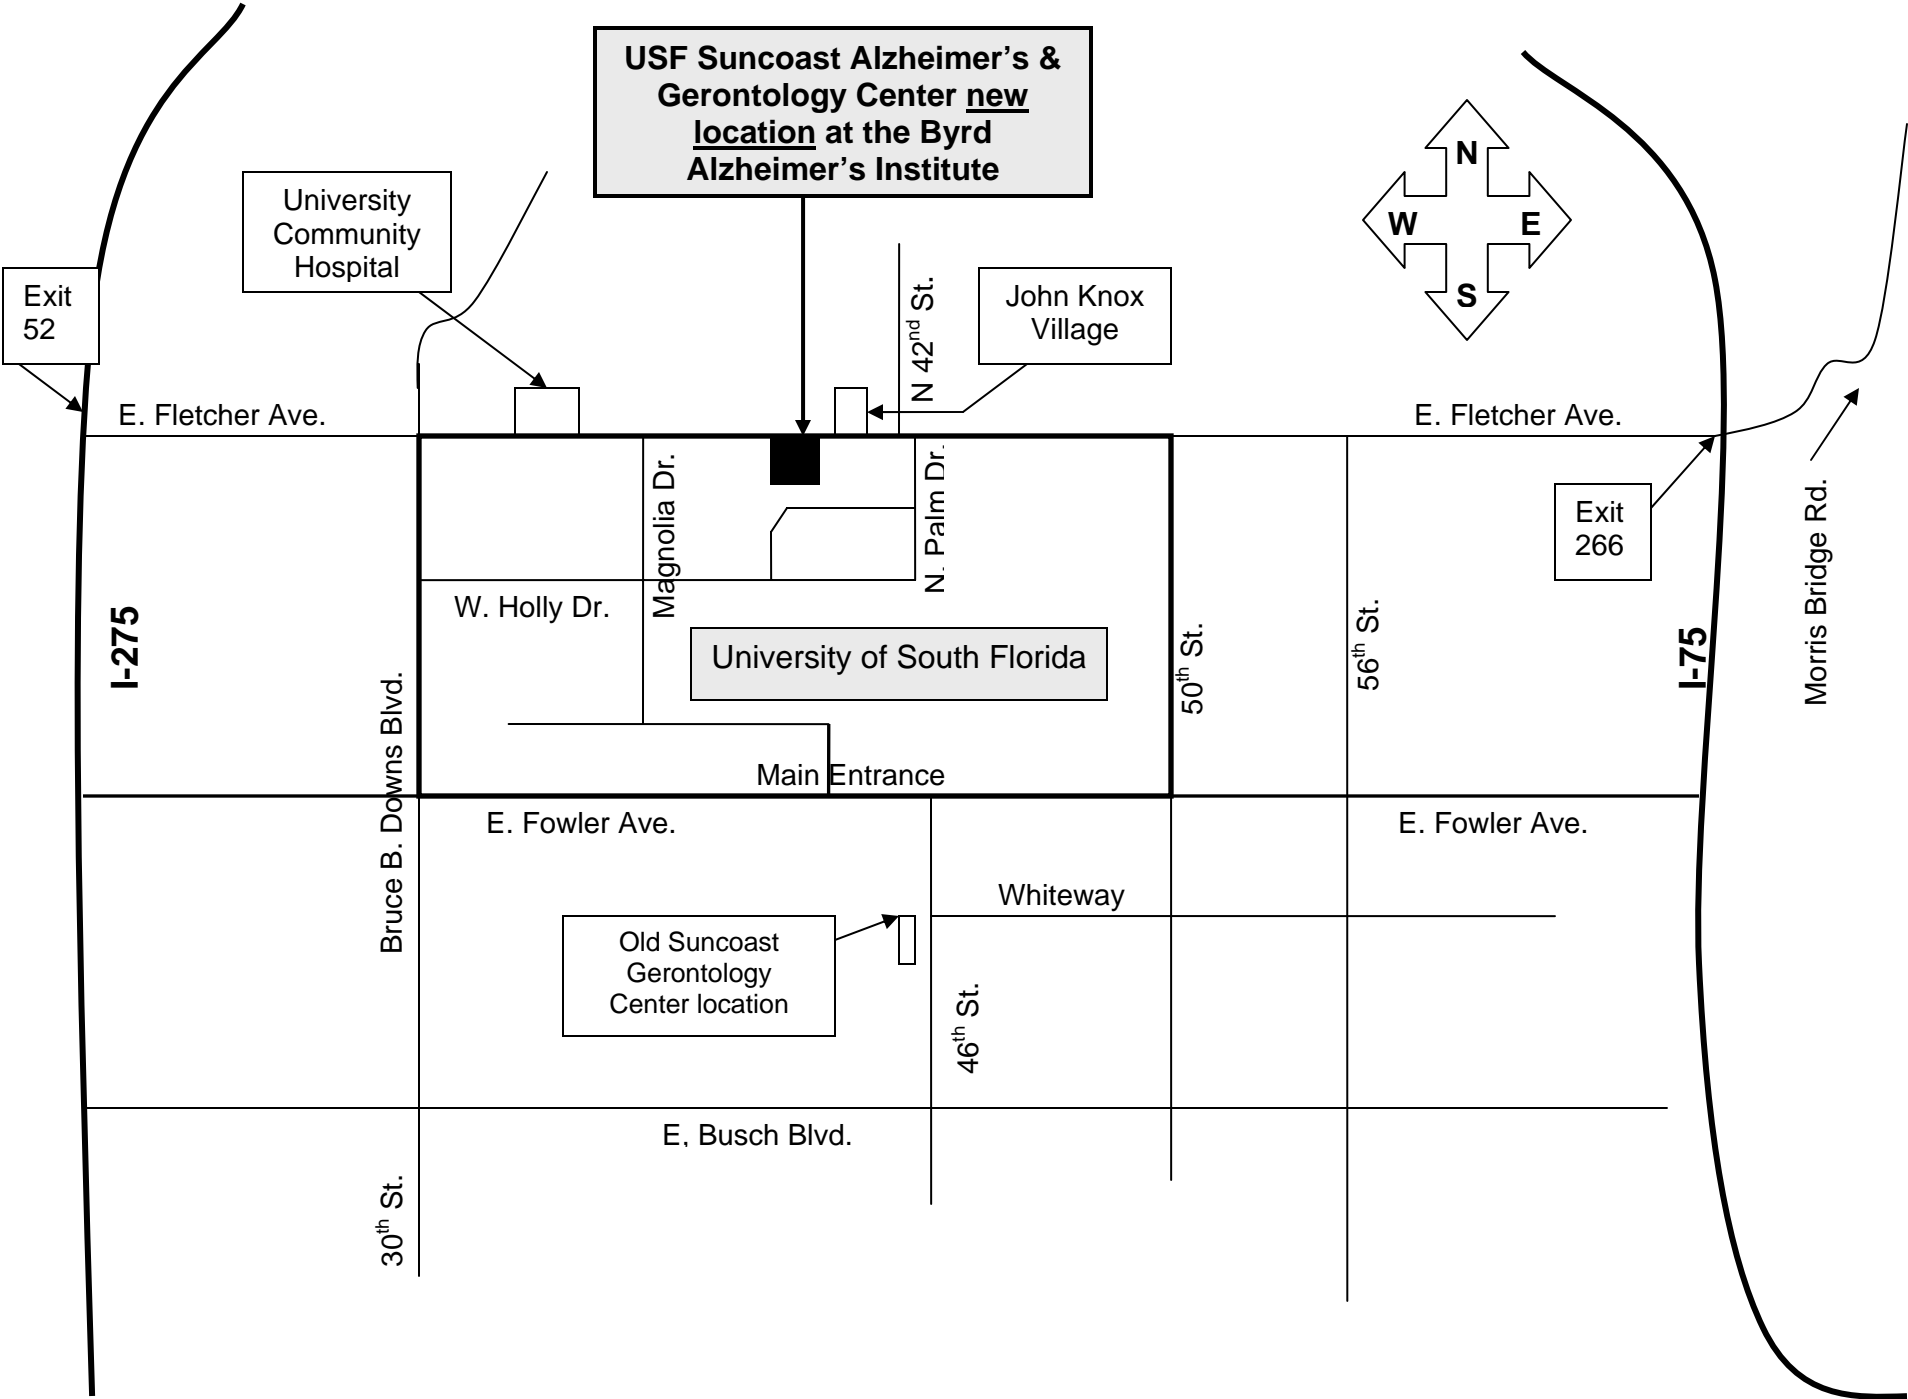 USF Suncoast Alzheimer's &
Gerontology Center new
location at the Byrd
Alzheimer's Institute
N
W
E
S
University
Community
Hospital
Exit
52
John Knox
Village
N 42nd St.
E. Fletcher Ave.
E. Fletcher Ave.
Magnolia Dr.
N. Palm Dr.
Exit
266
Morris Bridge Rd.
W. Holly Dr.
I-275
University of South Florida
50th St.
56th St.
I-75
Bruce B. Downs Blvd.
Main Entrance
E. Fowler Ave.
E. Fowler Ave.
Whiteway
Old Suncoast
Gerontology
Center location
46th St.
E, Busch Blvd.
30th St.